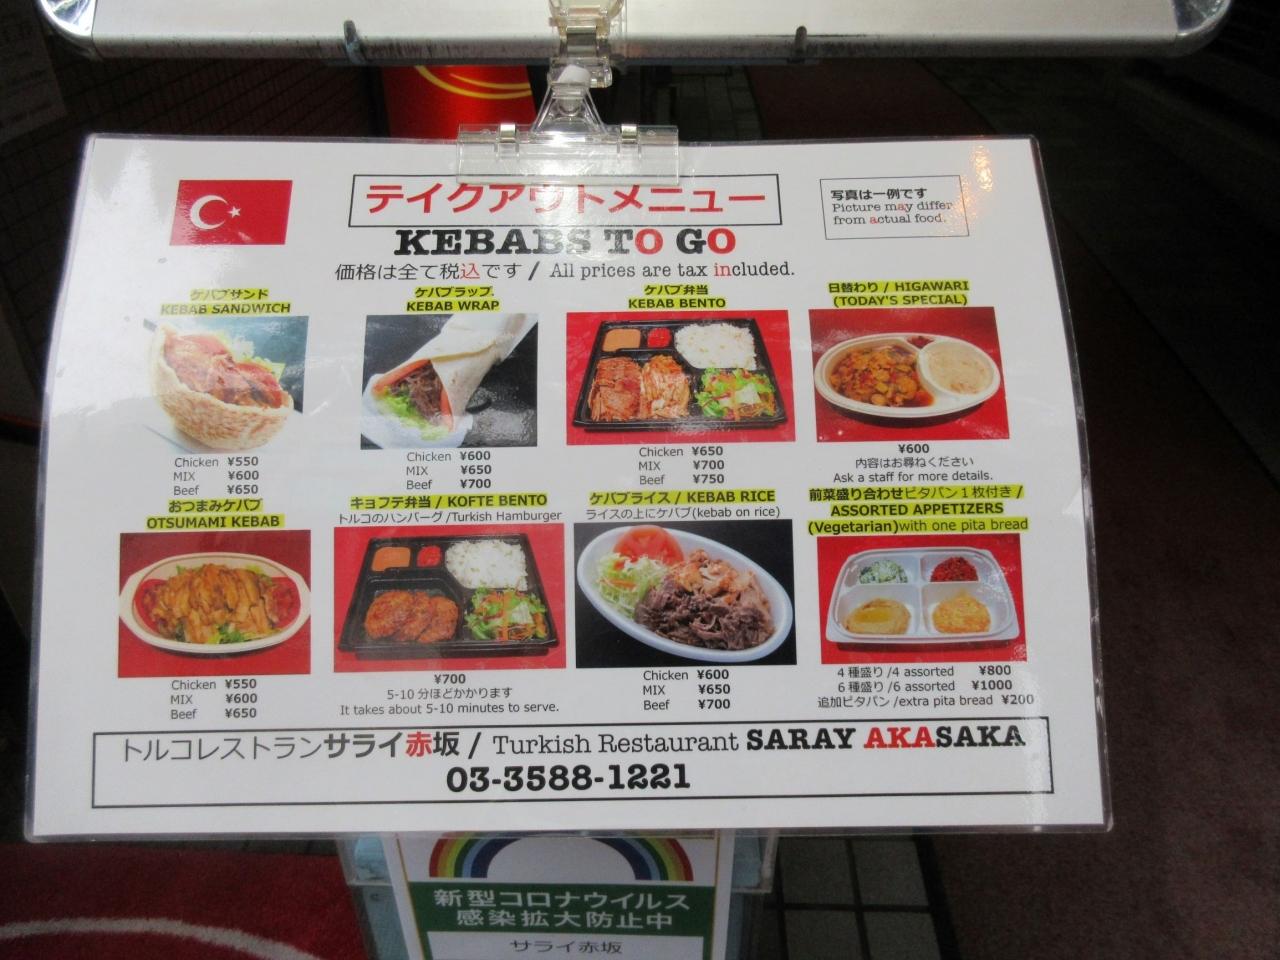 テイクアウトメニュー
KEBABS TO GO
価格は全て税込です / All prices are tax included.
写真は一例です
Picture may differ
from actual food.
ケバブサンド
KEBAB SANDWICH
Chicken ¥550
MIX ¥600
Beef ¥650
ケバブラップ
KEBAB WRAP
Chicken ¥600
MIX ¥650
Beef ¥700
ケバブ弁当
KEBAB BENTO
Chicken ¥650
MIX ¥700
Beef ¥750
日替わり / HIGAWARI
(TODAY'S SPECIAL)
¥600
内容はお尋ねください
Ask a staff for more details.
おつまみケバブ
OTSUMAMI KEBAB
Chicken ¥550
MIX ¥600
Beef ¥650
キョフテ弁当 / KOFTE BENTO
トルコのハンバーグ /Turkish Hamburger
¥700
5-10 分ほどかかります
It takes about 5-10 minutes to serve.
ケバブライス / KEBAB RICE
ライスの上にケバブ(kebab on rice)
Chicken ¥600
MIX ¥650
Beef ¥700
前菜盛り合わせピタパン１枚付き /
ASSORTED APPETIZERS
(Vegetarian)with one pita bread
4 種盛り /4 assorted ¥800
6 種盛り /6 assorted ¥1000
追加ピタパン /extra pita bread ¥200
トルコレストランサライ赤坂 / Turkish Restaurant SARAY AKASAKA
03-3588-1221
新型コロナウイルス
感染拡大防止中
サライ赤坂